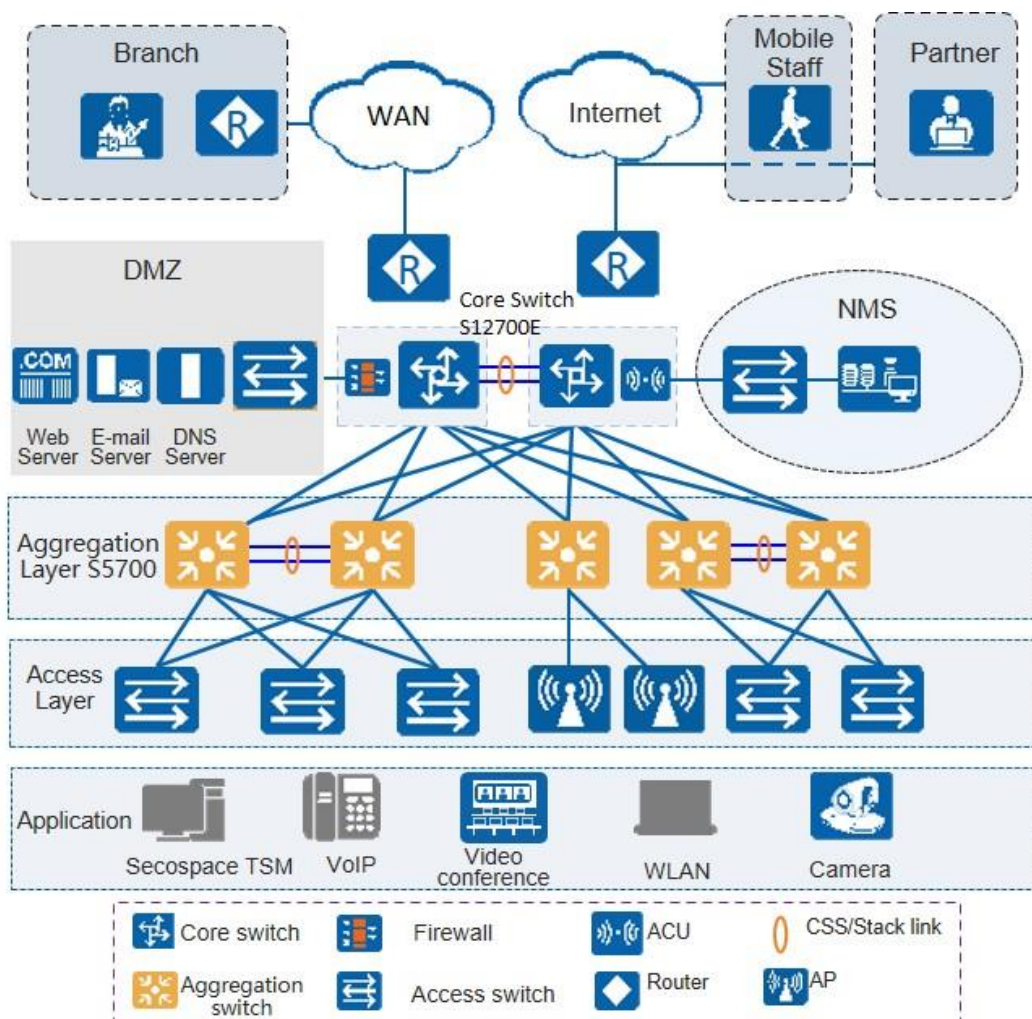 Branch
WAN
Internet
Mobile
Staff
Partner
R
R
R
DMZ
Core Switch
S12700E
NMS
.COM
Web
Server
E-mail
Server
DNS
Server
Aggregation
Layer S5700
Access
Layer
Application
Secospace TSM
VoIP
Video
conference
WLAN
Camera
Core switch
Firewall
ACU
CSS/Stack link
Aggregation
switch
Access switch
Router
AP